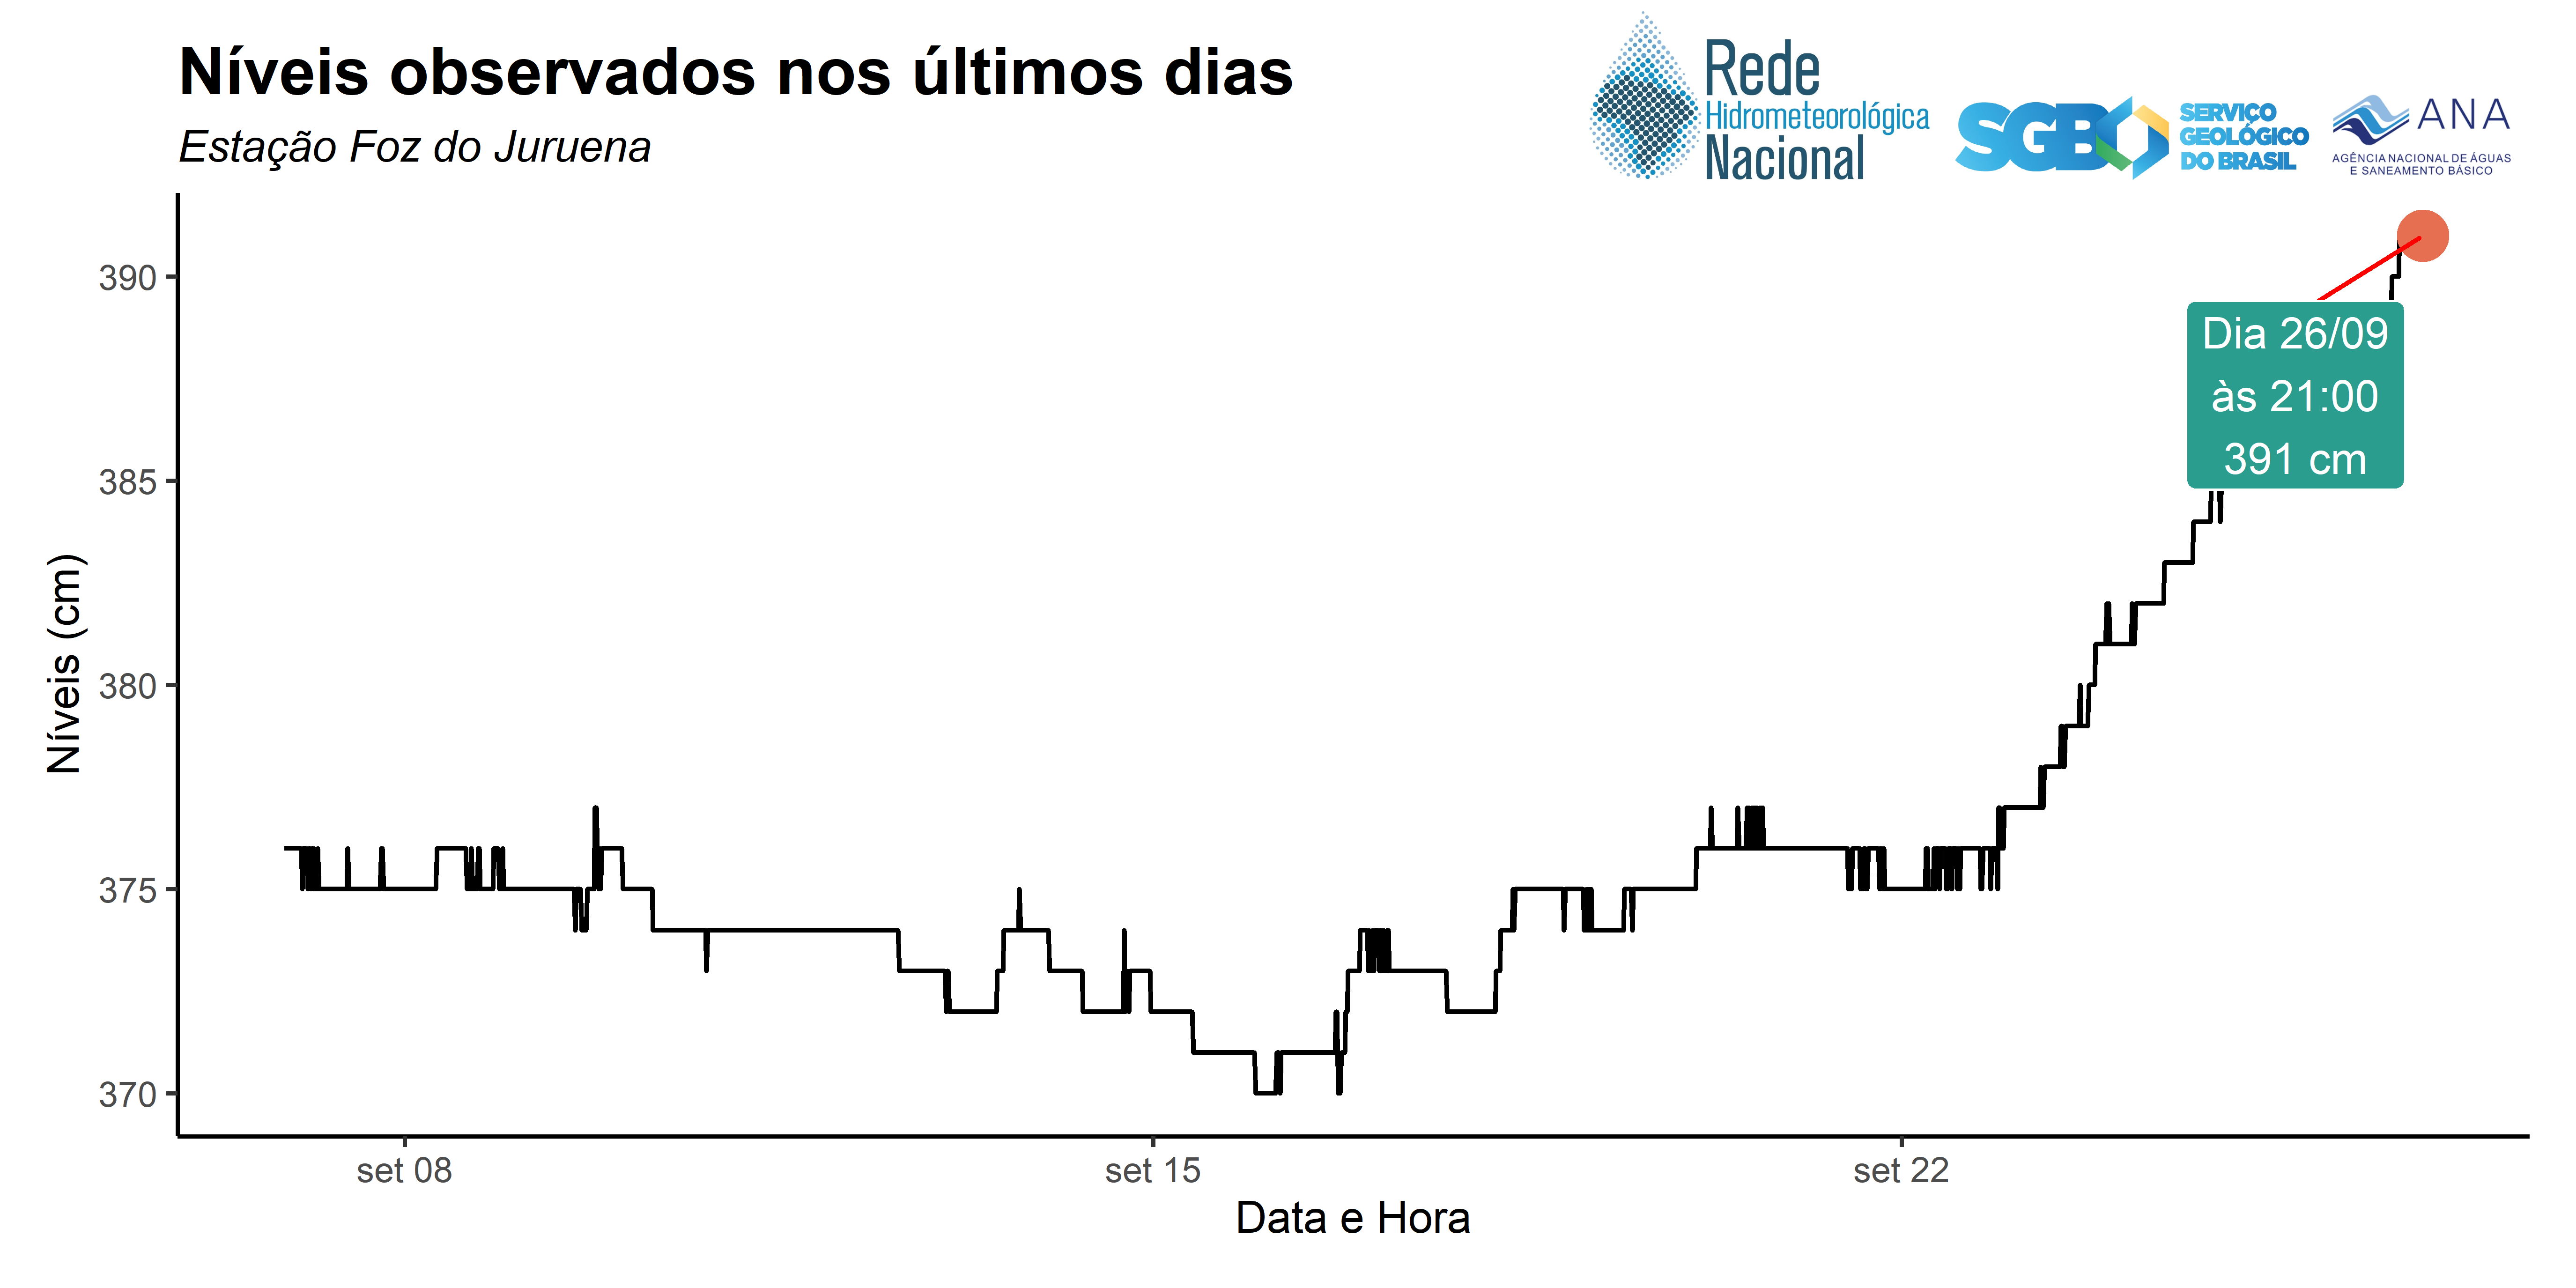 Níveis observados nos últimos dias
Estação Foz do Juruena
Rede
Hidrometeorológica
Nacional
SGB
SERVIÇO
GEOLÓGICO
DO BRASIL
ANA
AGÊNCIA NACIONAL DE ÁGUAS
E SANEAMENTO BÁSICO
390
385
380
375
370
Níveis (cm)
Dia 26/09
às 21:00
391 cm
set 08
set 15
set 22
Data e Hora